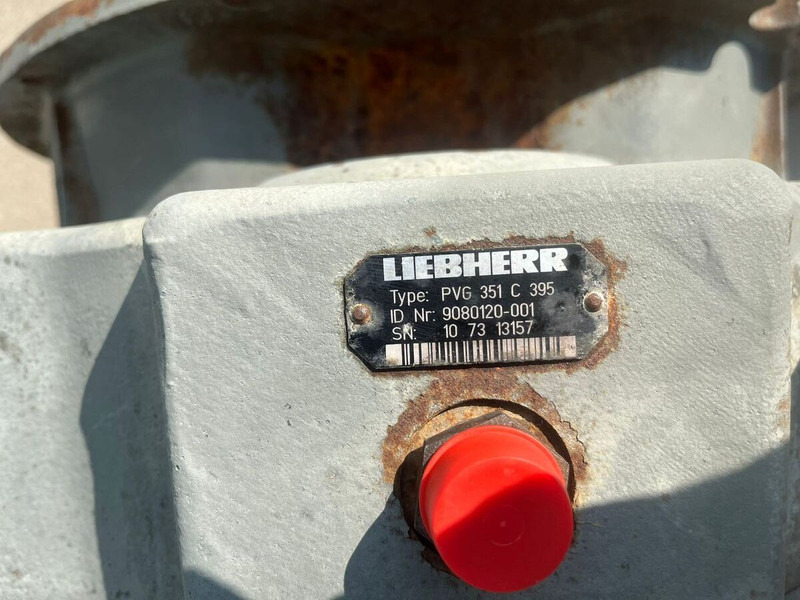 LIEBHERR
Type: PVG 351 C 395
ID Nr: 9080120-001
SN: 10 73 13157